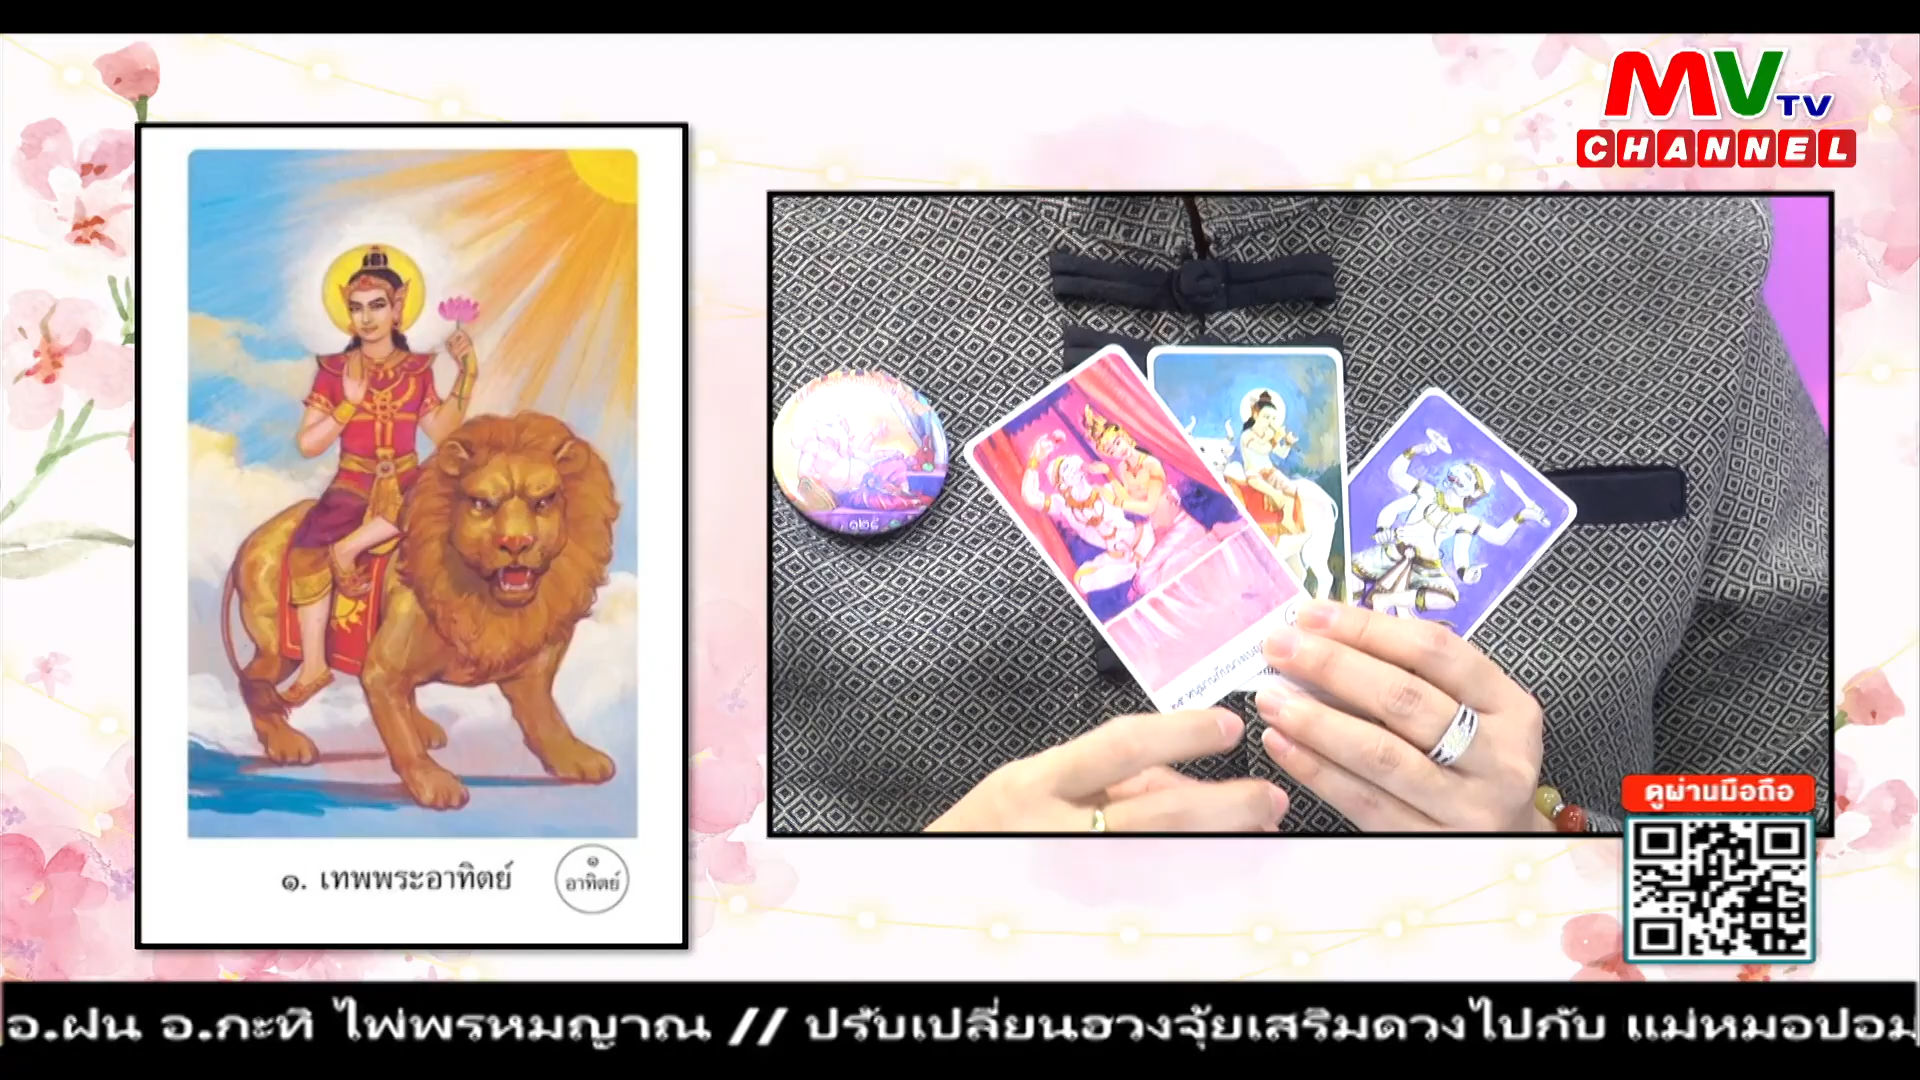 MV TV
CHANNEL
๑. เทพพระอาทิตย์
๑
อาทิตย์
๑๒๘
ดูผ่านมือถือ
อ.ฝน อ.กะทิ ไพ่พรหมญาณ // ปรับเปลี่ยนฮวงจุ้ยเสริมดวงไปกับ แม่หมอปอม